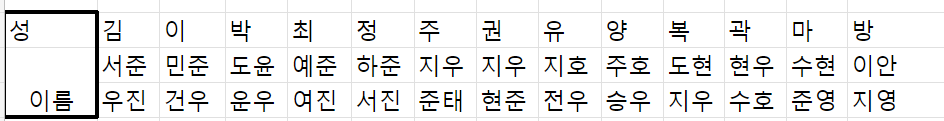 성 김 이 박 최 정 주 권 유 양 복 곽 마 방
서준 민준 도윤 예준 하준 지우 지우 지호 주호 도현 현우 수현 이안
이름 우진 건우 윤우 여진 서진 준태 현준 전우 승우 지우 수호 준영 지영